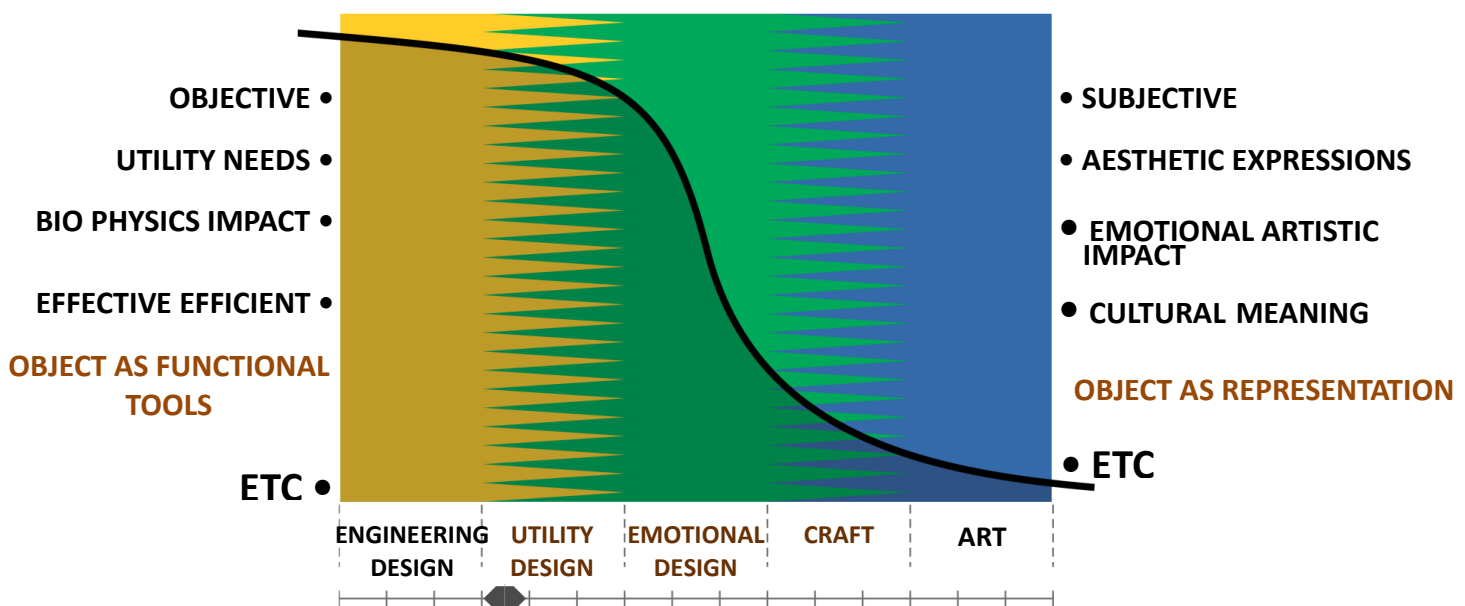 OBJECTIVE •
UTILITY NEEDS •
BIO PHYSICS IMPACT •
EFFECTIVE EFFICIENT •
OBJECT AS FUNCTIONAL
TOOLS
ETC •
• SUBJECTIVE
• AESTHETIC EXPRESSIONS
• EMOTIONAL ARTISTIC
IMPACT
• CULTURAL MEANING
OBJECT AS REPRESENTATION
• ETC
ENGINEERING
DESIGN
UTILITY
DESIGN
EMOTIONAL
DESIGN
CRAFT
ART